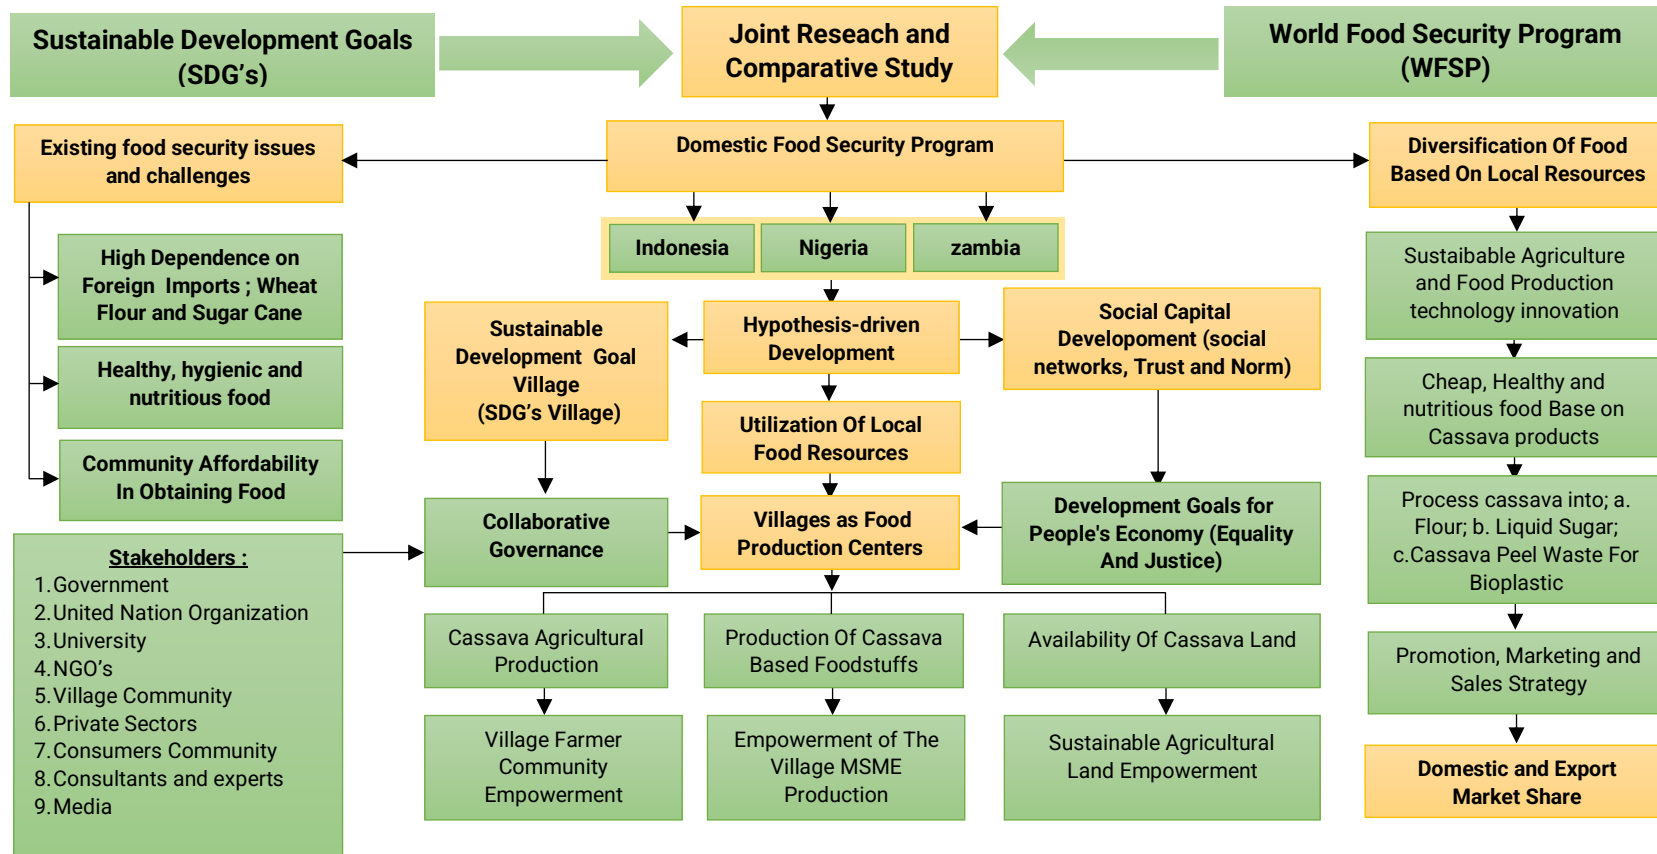 Sustainable Development Goals
(SDG’s)
Joint Reseach and
Comparative Study
World Food Security Program
(WFSP)
Existing food security issues
and challenges
Domestic Food Security Program
Diversification Of Food
Based On Local Resources
Indonesia
Nigeria
zambia
High Dependence on
Foreign Imports ; Wheat
Flour and Sugar Cane
Healthy, hygienic and
nutritious food
Community Affordability
In Obtaining Food
Sustainable
Development Goal
Village
(SDG’s Village)
Hypothesis-driven
Development
Social Capital
Developoment (social
networks, Trust and Norm)
Utilization Of Local
Food Resources
Collaborative
Governance
Villages as Food
Production Centers
Development Goals for
People's Economy (Equality
And Justice)
Stakeholders :
1.Government
2.United Nation Organization
3.University
4.NGO’s
5.Village Community
6.Private Sectors
7.Consumers Community
8.Consultants and experts
9.Media
Cassava Agricultural
Production
Production Of Cassava
Based Foodstuffs
Availability Of Cassava Land
Village Farmer
Community
Empowerment
Empowerment of The
Village MSME
Production
Sustainable Agricultural
Land Empowerment
Sustaibable Agriculture
and Food Production
technology innovation
Cheap, Healthy and
nutritious food Base on
Cassava products
Process cassava into; a.
Flour; b. Liquid Sugar;
c.Cassava Peel Waste For
Bioplastic
Promotion, Marketing and
Sales Strategy
Domestic and Export
Market Share